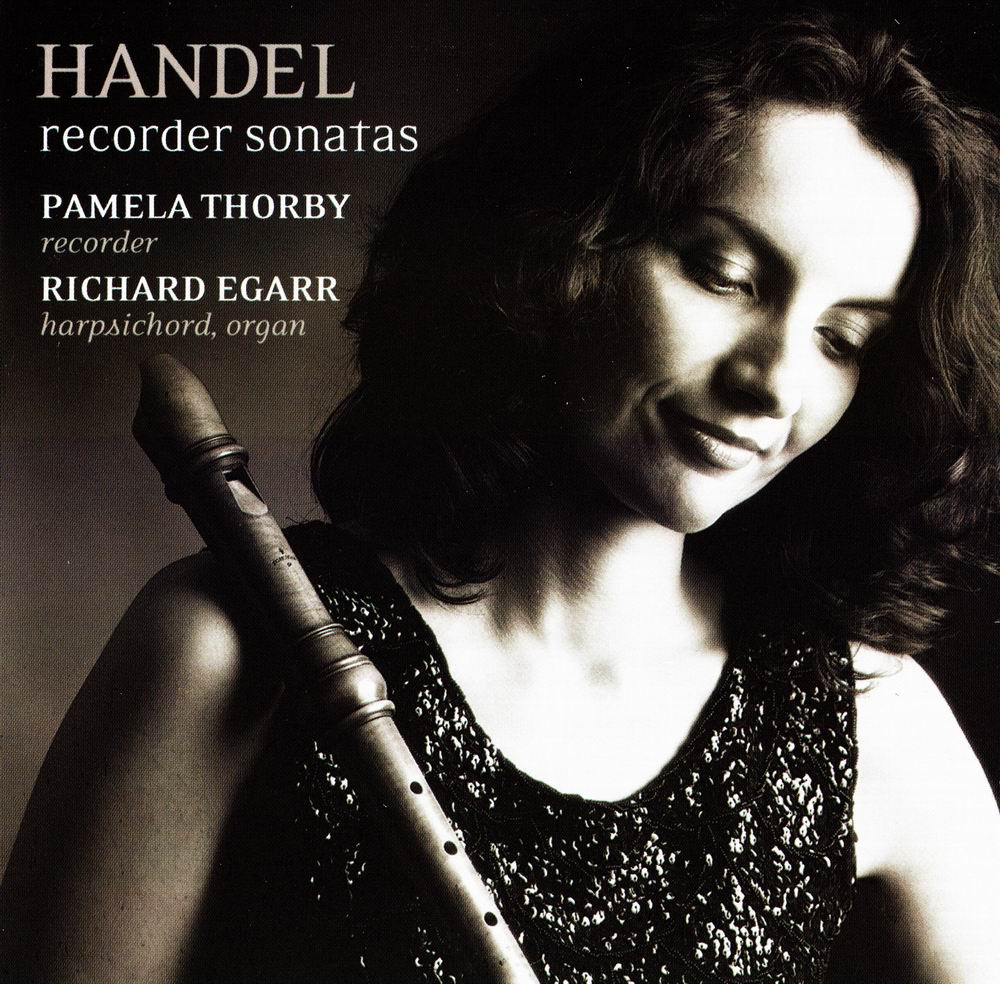 HANDEL
recorder sonatas
PAMELA THORBY
recorder
RICHARD EGARR
harpsichord, organ